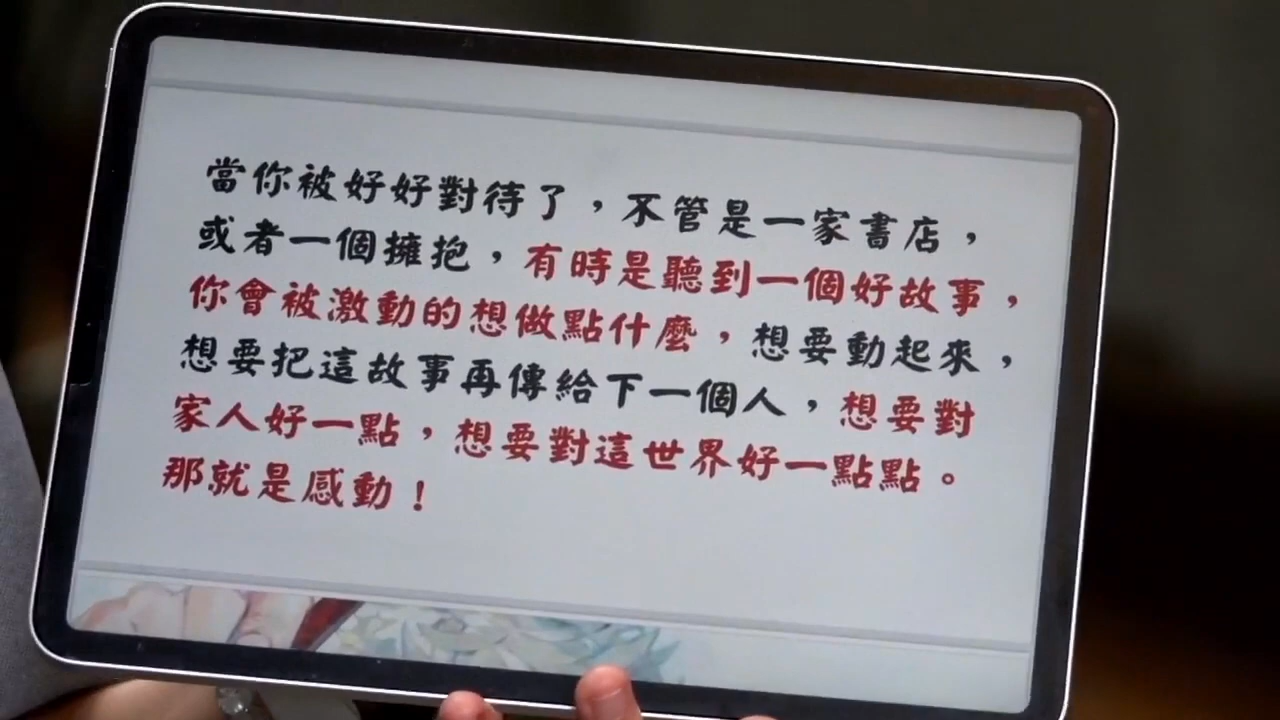 當你被好好對待了，不管是一家書店，
或者一個擁抱，有時是聽到一個好故事，
你會被激動的想做點什麼，想要動起來，
想要把這故事再傳給下一個人，想要對
家人好一點，想要對這世界好一點點。
那就是感動！